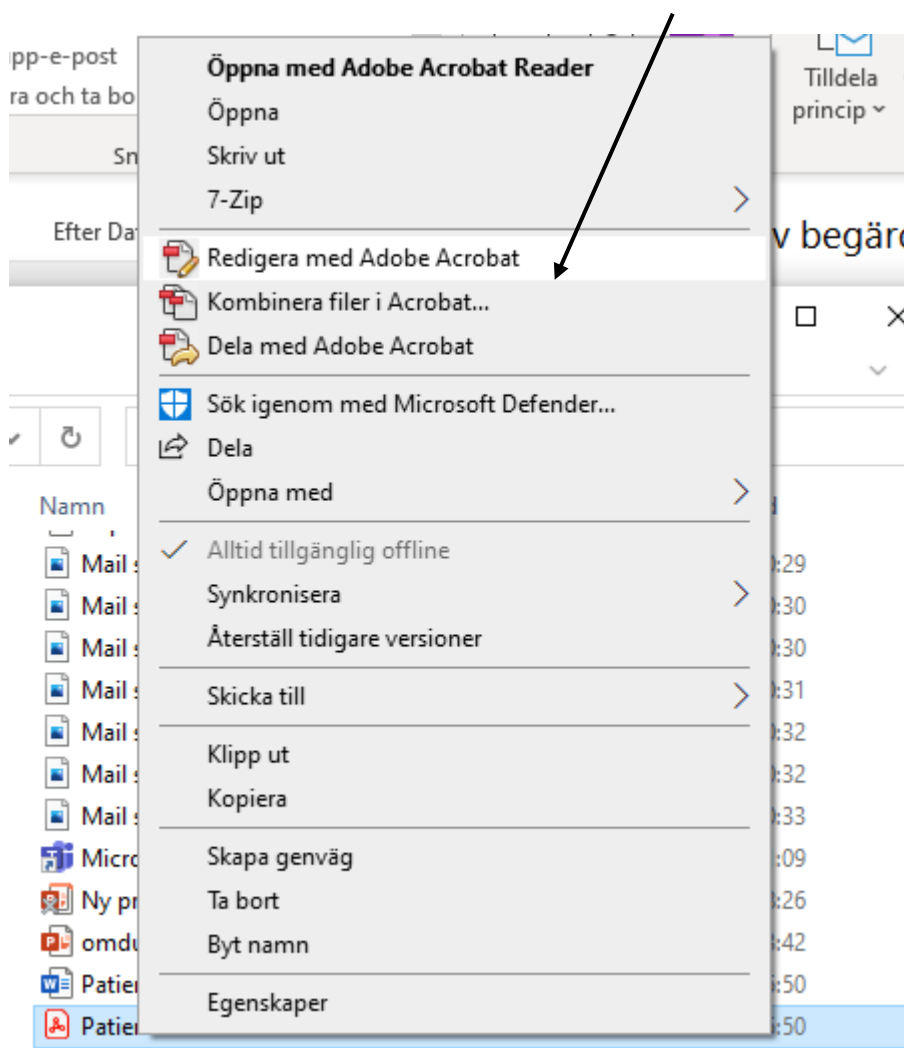 Tilldela
princip
Efter
v begär
Öppna med Adobe Acrobat Reader
Öppna
Skriv ut
7-Zip
Redigera med Adobe Acrobat
Kombinera filer i Acrobat...
Dela med Adobe Acrobat
Sök igenom med Microsoft Defender...
Dela
Öppna med
Alltid tillgänglig offline
Synkronisera
Återställ tidigare versioner
Skicka till
Klipp ut
Kopiera
Skapa genväg
Ta bort
Byt namn
Egenskaper
pp-e-post
ra och ta bo
Sn
Namn
Mail
:29
Mail
:30
Mail
:30
Mail
:31
Mail
:32
Mail
:32
Mail
:33
Micro
:09
Ny pr
:26
omdu
:42
Patie
:50
Patie
:50